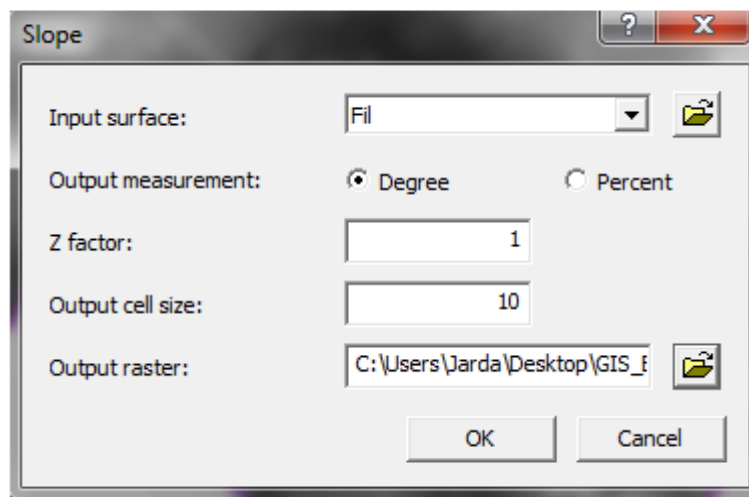 Slope
Input surface: Fil
Output measurement: Degree Percent
Z factor: 1
Output cell size: 10
Output raster: C:\Users\Jarda\Desktop\GIS_E
OK Cancel